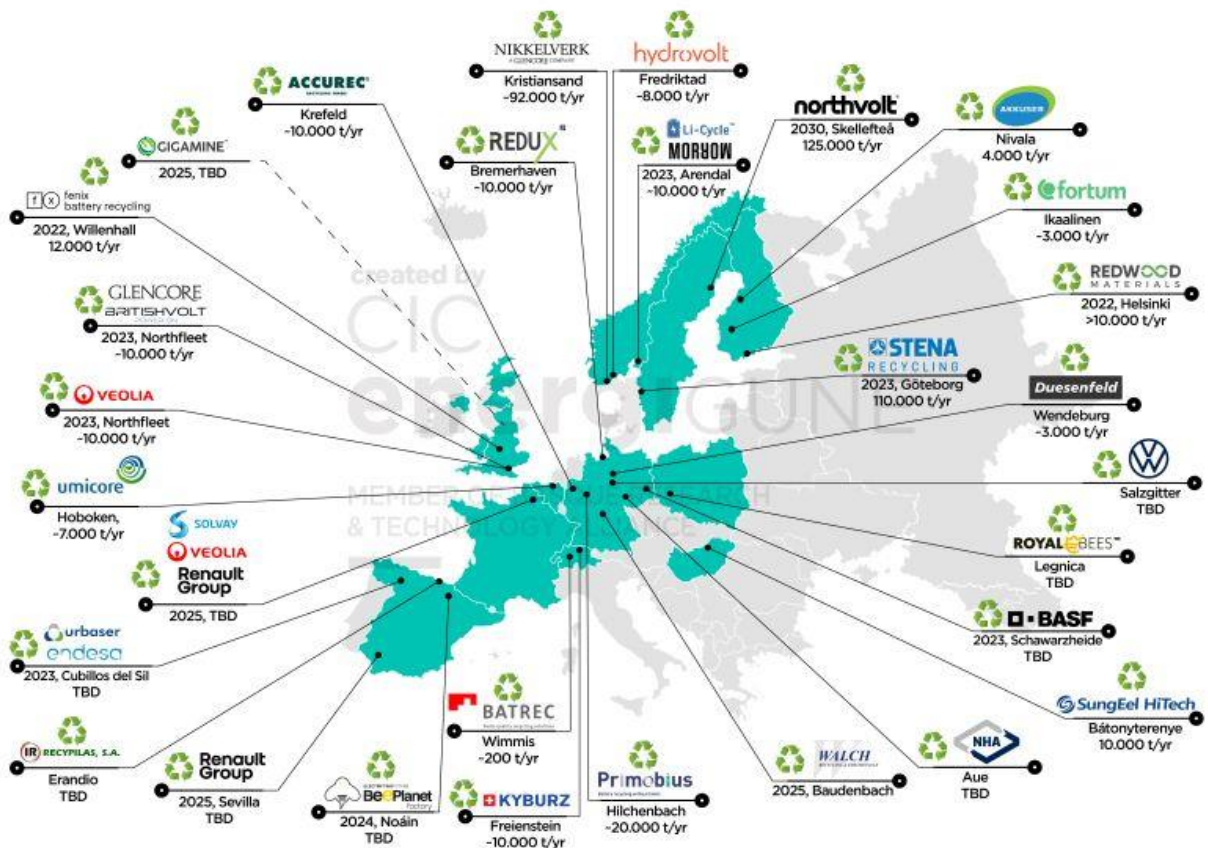 NIKKELVERK
A GLENCORE COMPANY
Kristiansand
~92.000 t/yr
hydrovolt
Fredriktad
~8.000 t/yr
ACCUREC®
Krefeld
~10.000 t/yr
REDUX
Bremerhaven
~10.000 t/yr
Li-Cycle™
MORROW
2023, Arendal
~10.000 t/yr
northvolt
2030, Skellefteå
125.000 t/yr
AKKUSER
Nivala
4.000 t/yr
GIGAMINE™
2025, TBD
fx fenix
battery recycling
2022, Willenhall
12.000 t/yr
fortum
Ikaalinen
~3.000 t/yr
GLENCORE
BRITISHVOLT
2023, Northfleet
~10.000 t/yr
REDWOOD
MATERIALS
2022, Helsinki
>10.000 t/yr
created by
CIC
energiGUNE
MEMBER OF
& TECHNOLOGY ALLIANCE
STENA
RECYCLING
2023, Göteborg
110.000 t/yr
VEOLIA
2023, Northfleet
~10.000 t/yr
Duesenfeld
Wendeburg
~3.000 t/yr
umicore
Hoboken,
~7.000 t/yr
Salzgitter
TBD
SOLVAY
VEOLIA
Renault
Group
2025, TBD
ROYAL BEES™
Legnica
TBD
urbaser
endesa
2023, Cubillos del Sil
TBD
BASF
2023, Schawarzheide
TBD
IR RECYPILAS, S.A.
Erandio
TBD
Renault
Group
2025, Sevilla
TBD
BeePlanet
factory
2024, Noáin
TBD
BATREC
Wimmis
~200 t/yr
KYBURZ
Freienstein
~10.000 t/yr
Primobius
Hilchenbach
~20.000 t/yr
WALCH
2025, Baudenbach
NHA
Aue
TBD
SungEel HiTech
Bátonyterenye
10.000 t/yr